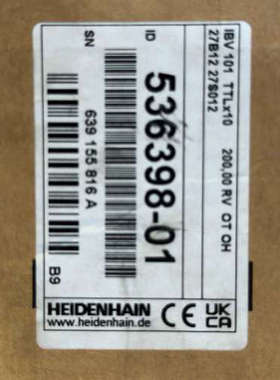 IBV 101 TTLx10 200,00 RV OT OH
27B12 27S012
ID 536398-01
SN 639 155 816 A
B9
HEIDENHAIN
www.heidenhain.de
CE UK CA